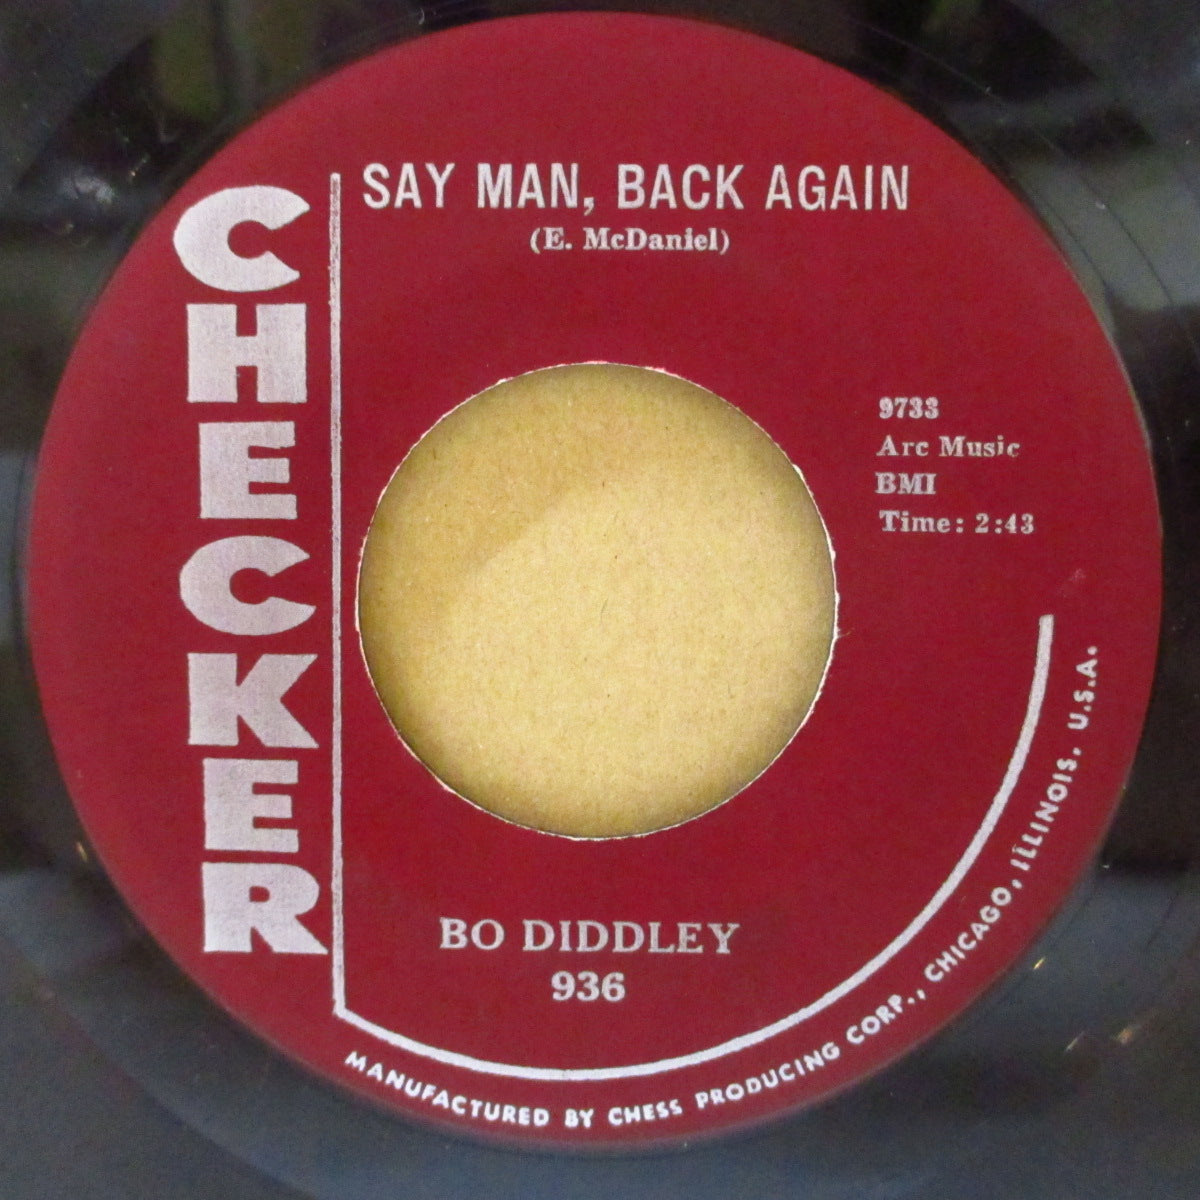 CHECKER
SAY MAN, BACK AGAIN
(E. McDaniel)
9733
Arc Music
BMI
Time: 2:43
BO DIDDLEY
936
MANUFACTURED BY CHESS PRODUCING CORP., CHICAGO, ILLINOIS, U.S.A.